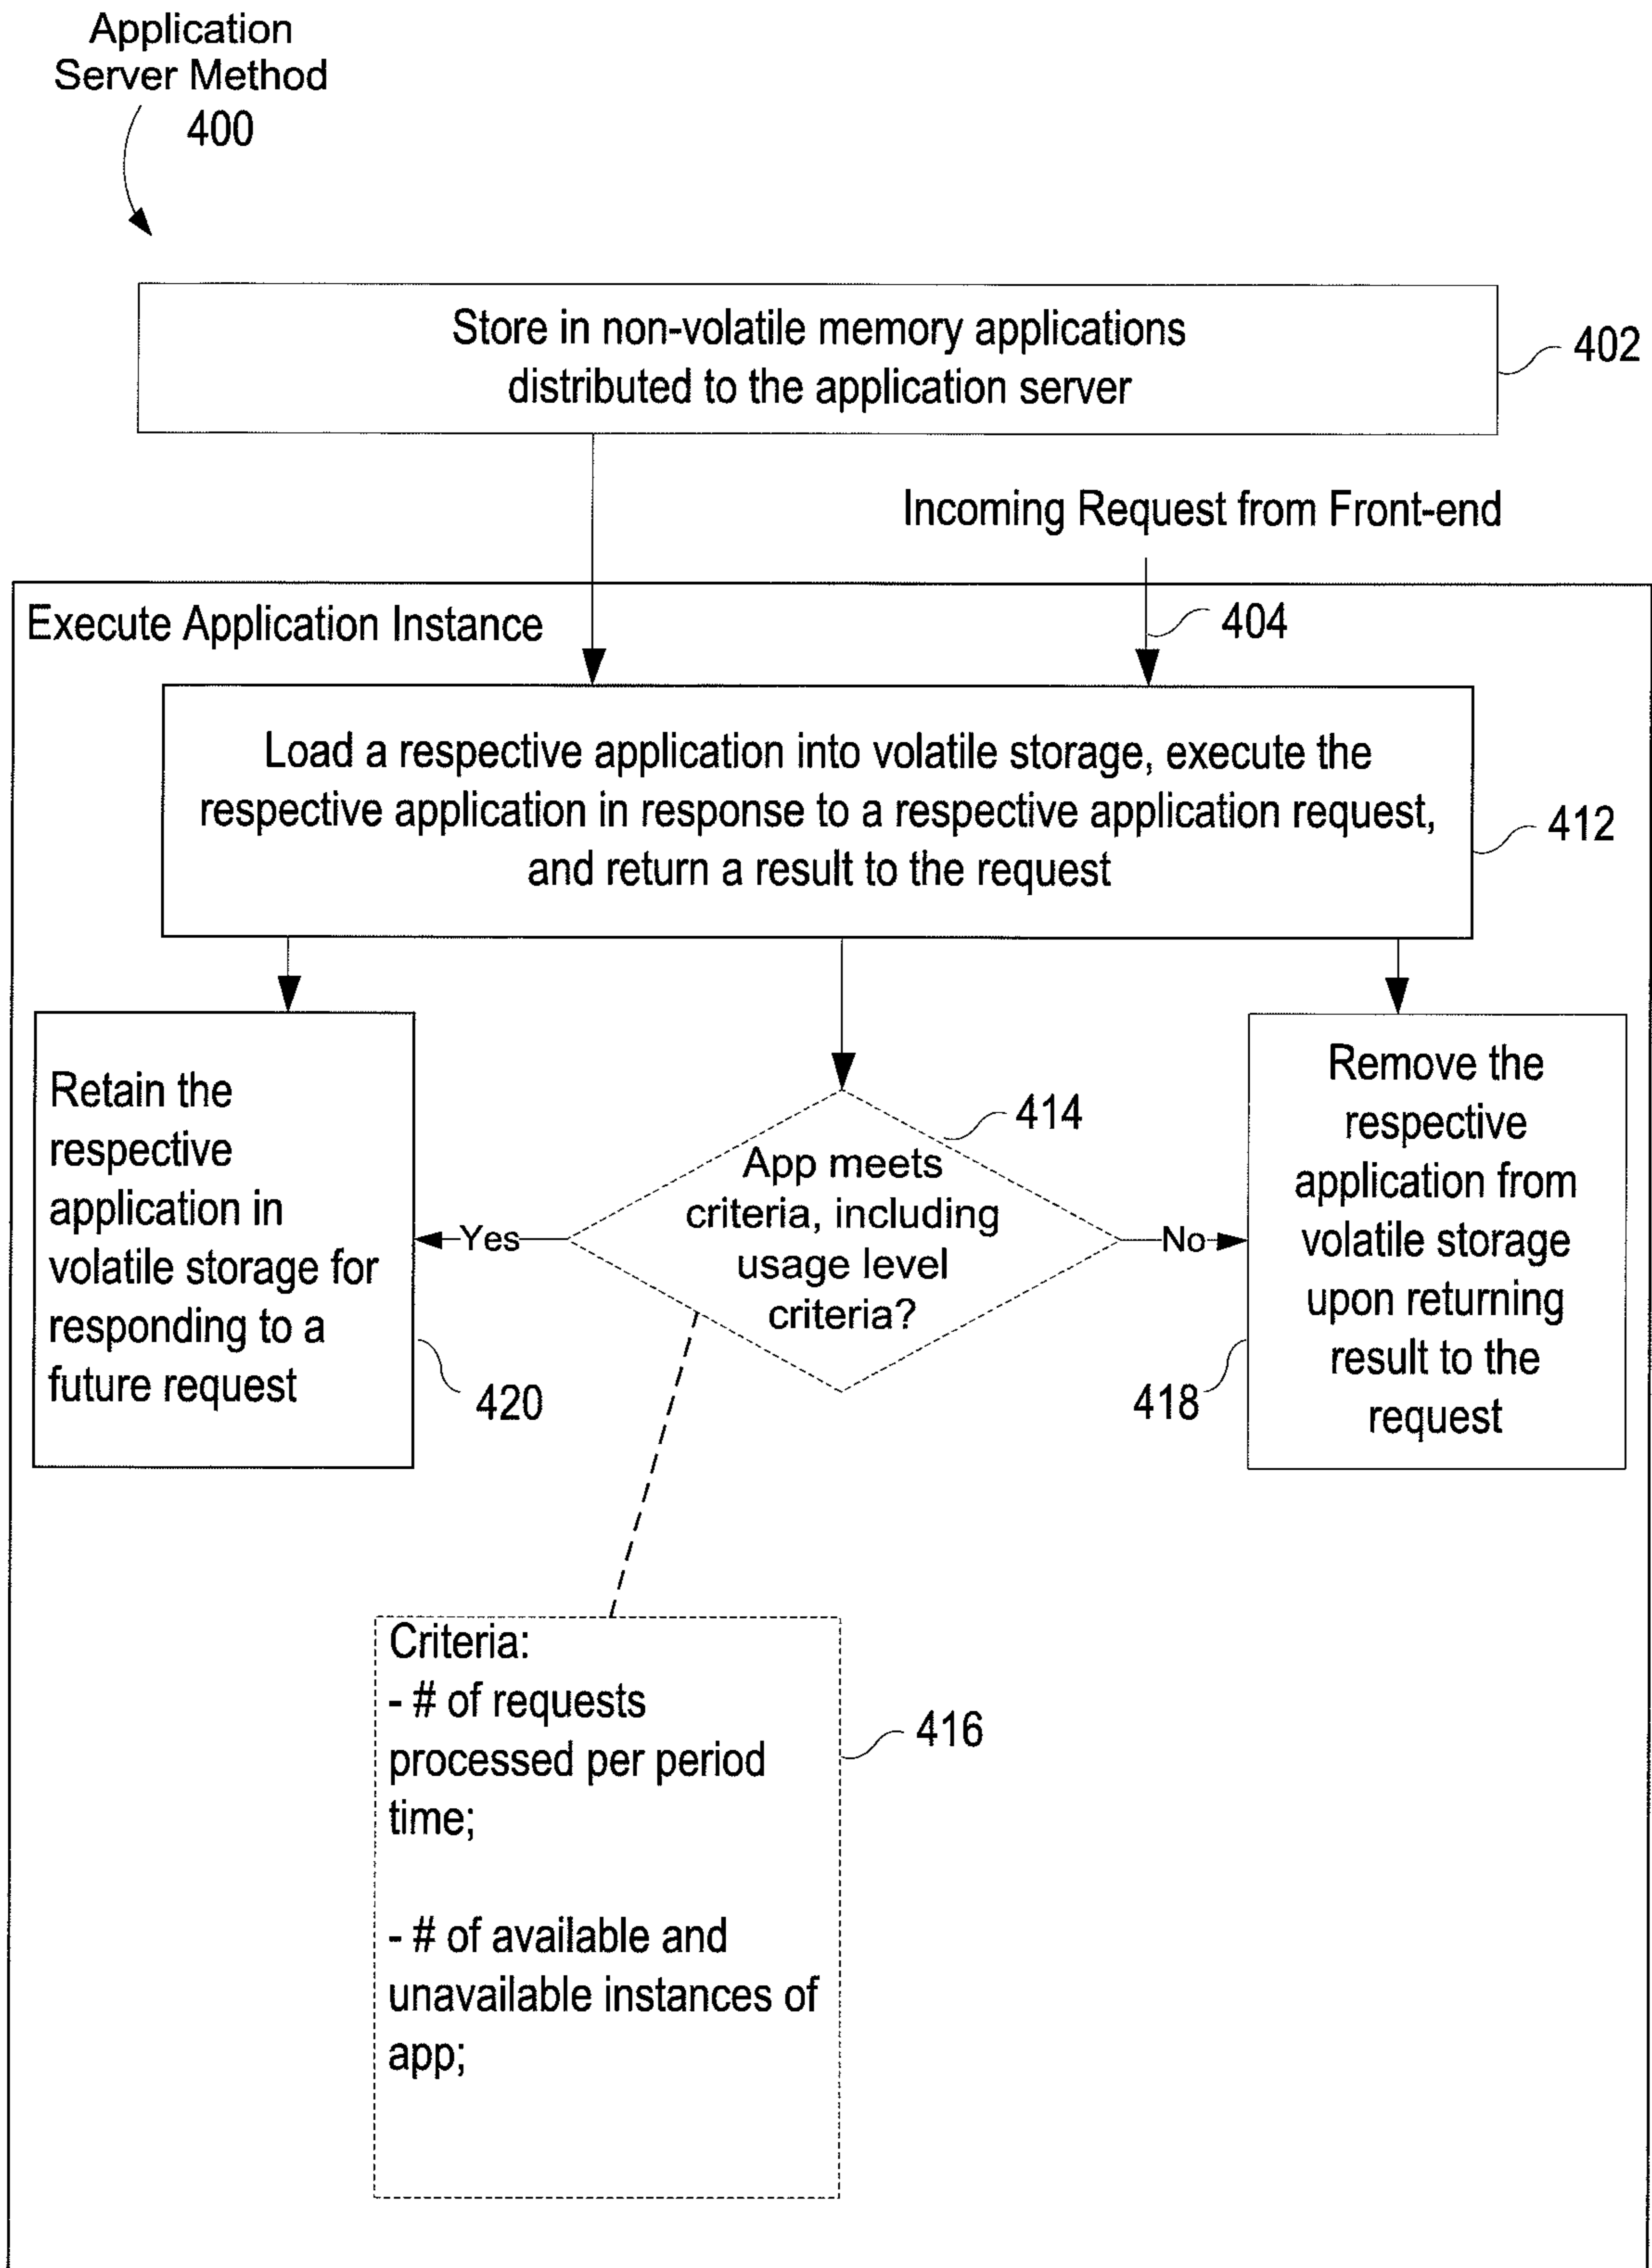 Application
Server Method
400
Store in non-volatile memory applications
distributed to the application server
402
Incoming Request from Front-end
Execute Application Instance
404
Load a respective application into volatile storage, execute the
respective application in response to a respective application request,
and return a result to the request
412
Retain the
respective
application in
volatile storage for
responding to a
future request
420
Yes
App meets
criteria, including
usage level
criteria?
414
No
Remove the
respective
application from
volatile storage
upon returning
result to the
request
418
Criteria:
- # of requests
processed per period
time;
- # of available and
unavailable instances of
app;
416